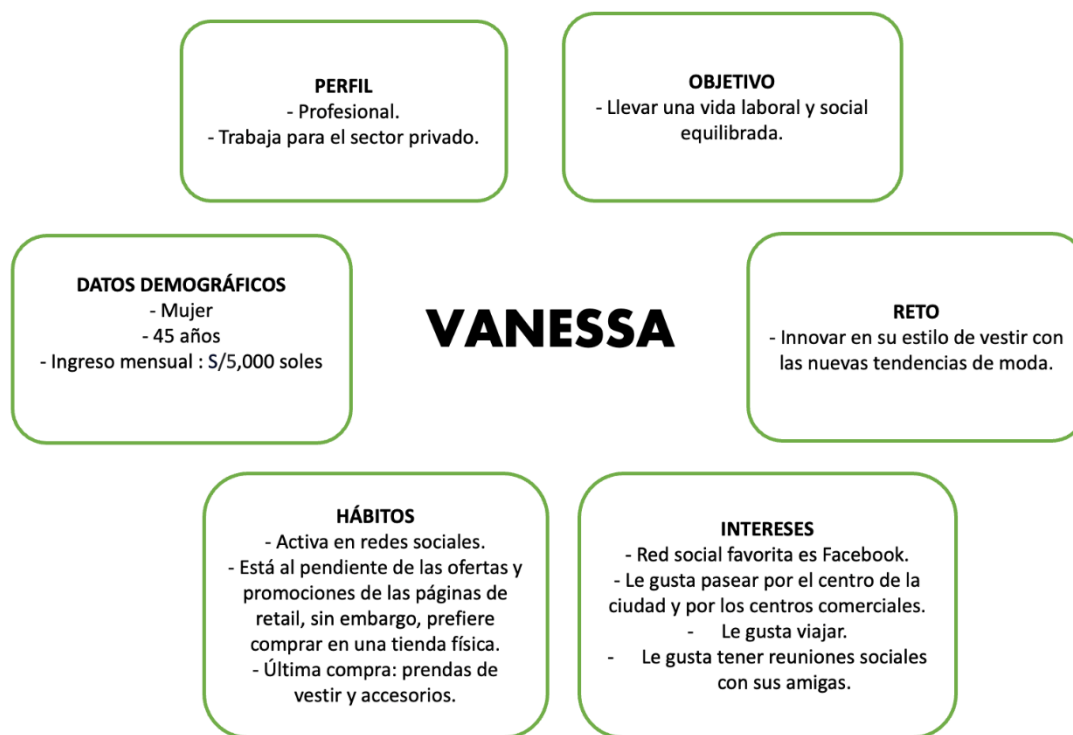 PERFIL
- Profesional.
- Trabaja para el sector privado.
OBJETIVO
- Llevar una vida laboral y social
equilibrada.
DATOS DEMOGRÁFICOS
- Mujer
- 45 años
- Ingreso mensual : S/5,000 soles
VANESSA
RETO
- Innovar en su estilo de vestir con
las nuevas tendencias de moda.
HÁBITOS
- Activa en redes sociales.
- Está al pendiente de las ofertas y
promociones de las páginas de
retail, sin embargo, prefiere
comprar en una tienda física.
- Última compra: prendas de
vestir y accesorios.
INTERESES
- Red social favorita es Facebook.
- Le gusta pasear por el centro de la
ciudad y por los centros comerciales.
- Le gusta viajar.
- Le gusta tener reuniones sociales
con sus amigas.